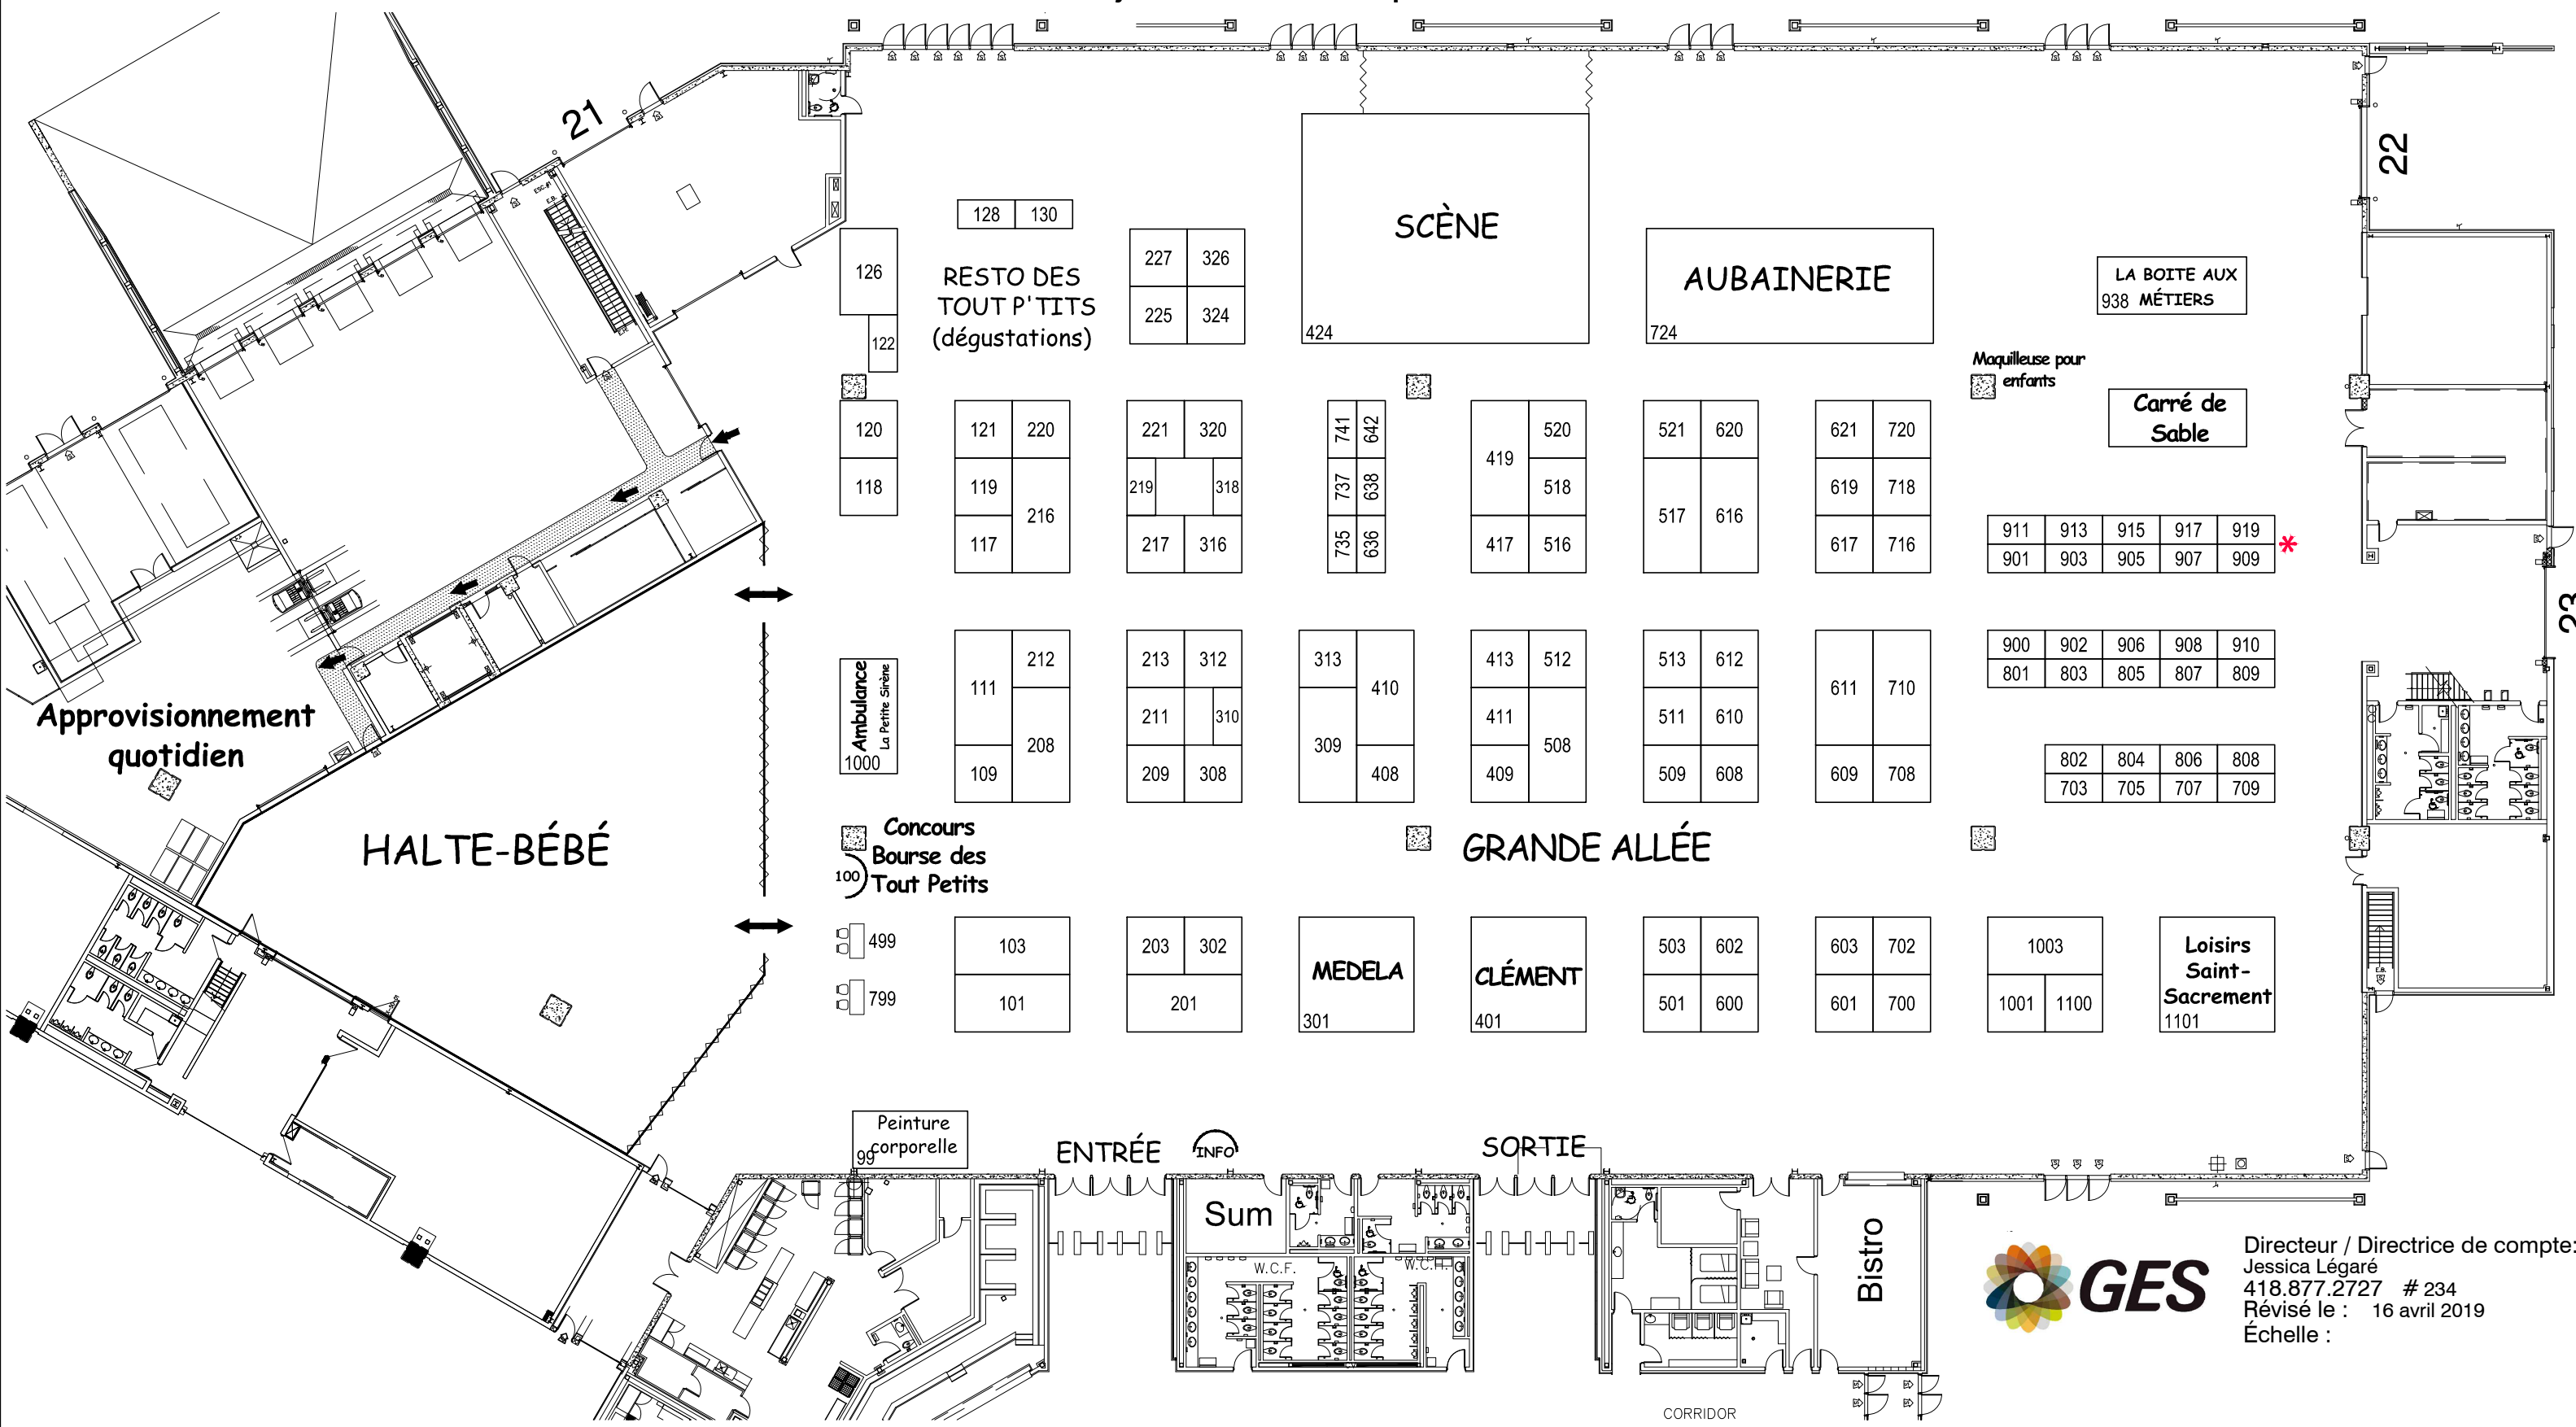 21
22
23
128 130
126
122
RESTO DES
TOUT P'TITS
(dégustations)
227 326
225 324
SCÈNE
424
AUBAINERIE
724
LA BOITE AUX
938 MÉTIERS
Maquilleuse pour
enfants
Carré de
Sable
120
118
121 220
119
216
117
221 320
219 318
217 316
741 642
737 638
735 636
419
520
518
417 516
521 620
517 616
621 720
619 718
617 716
911 913 915 917 919 *
901 903 905 907 909
Ambulance
La Petite Sirène
1000
111
212
208
109
213 312
211 310
209 308
313
410
309
408
413 512
411
508
409
513 612
511 610
509 608
611 710
609 708
900 902 906 908 910
801 803 805 807 809
802 804 806 808
703 705 707 709
Approvisionnement
quotidien
HALTE-BÉBÉ
Concours
Bourse des
Tout Petits
100
GRANDE ALLÉE
499
799
103
101
203 302
201
MEDELA
301
CLÉMENT
401
503 602
501 600
603 702
601 700
1003
1001 1100
Loisirs
Saint-
Sacrement
1101
Peinture
corporelle
99
ENTRÉE
INFO
SORTIE
Sum
W.C.F.
Bistro
CORRIDOR
GES
Directeur / Directrice de compte:
Jessica Légaré
418.877.2727 # 234
Révisé le : 16 avril 2019
Échelle :